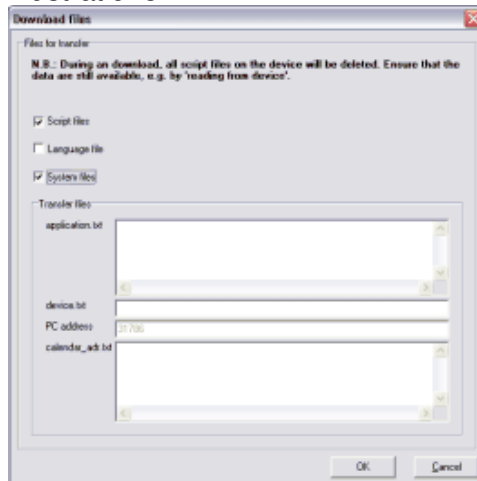 Download files
Files for transfer
N.B.: During an download, all script files on the device will be deleted. Ensure that the
data are still available, e.g. by 'reading from device'.
Script files
Language file
System files
Transfer files
application.txt
device.txt
PC address
31706
calendar_adr.txt
OK
Cancel